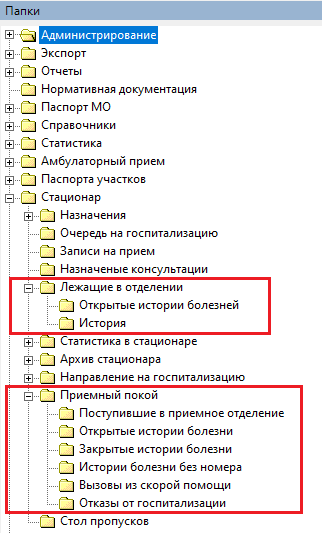 Папки
Администрирование
Экспорт
Отчеты
Нормативная документация
Паспорт МО
Справочники
Статистика
Амбулаторный прием
Паспорта участков
Стационар
Назначения
Очередь на госпитализацию
Записи на прием
Назначеные консультации
Лежащие в отделении
Открытые истории болезней
История
Статистика в стационаре
Архив стационара
Направление на госпитализацию
Приемный покой
Поступившие в приемное отделение
Открытые истории болезни
Закрытые истории болезни
Истории болезни без номера
Вызовы из скорой помощи
Отказы от госпитализации
Стол пропусков